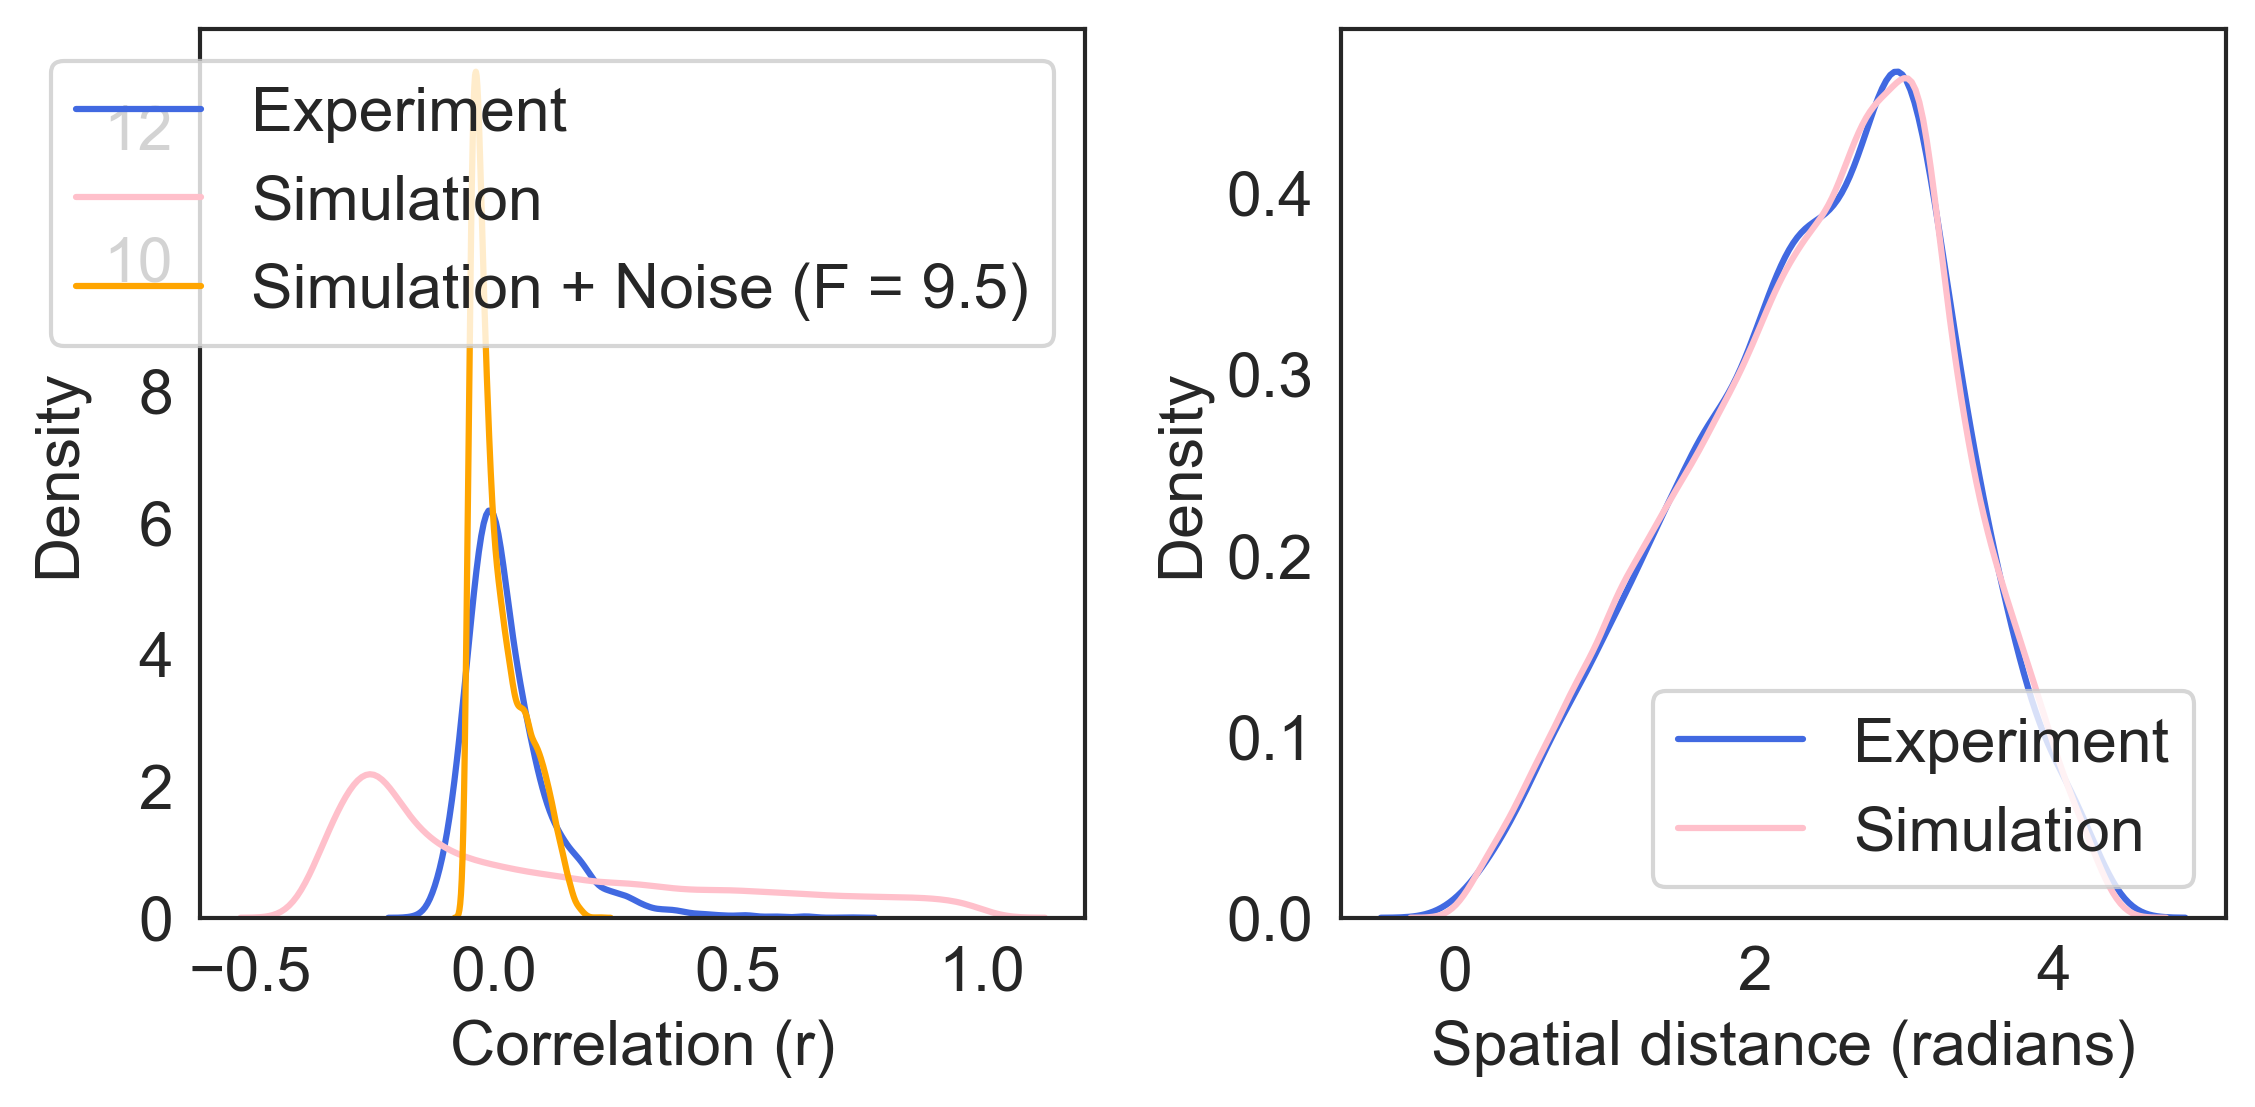 Experiment
Simulation
Simulation + Noise (F = 9.5)
Density
12
10
8
6
4
2
0
−0.5 0.0 0.5 1.0
Correlation (r)
Density
0.4
0.3
0.2
0.1
0.0
Experiment
Simulation
0 2 4
Spatial distance (radians)